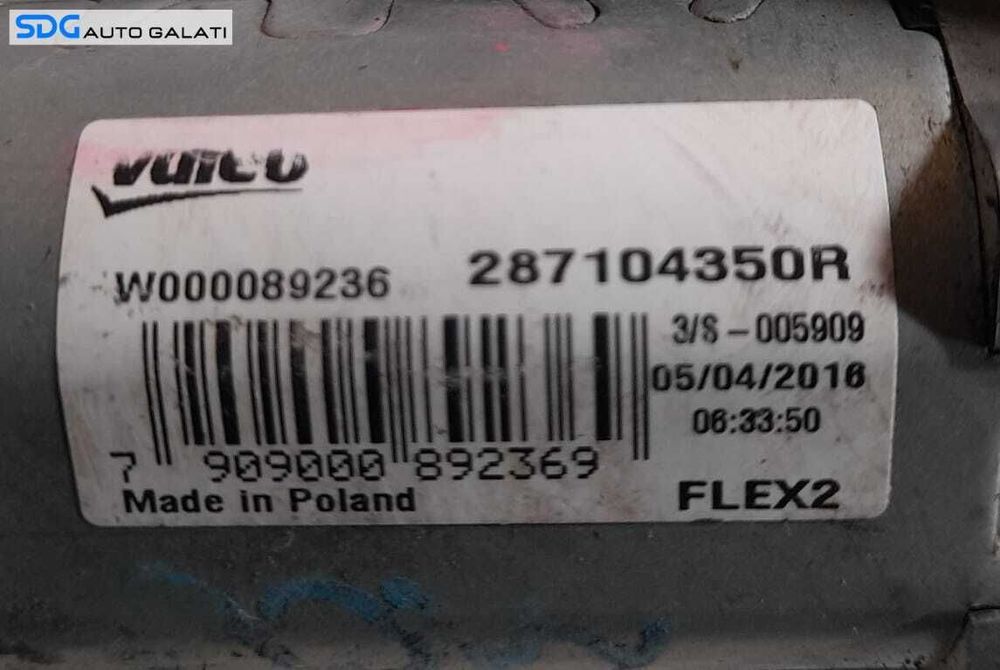 SDG AUTO GALATI
Valeo
W000089236 287104350R
3/S-005909
05/04/2016
06:33:50
7 909000 892369
Made in Poland FLEX2